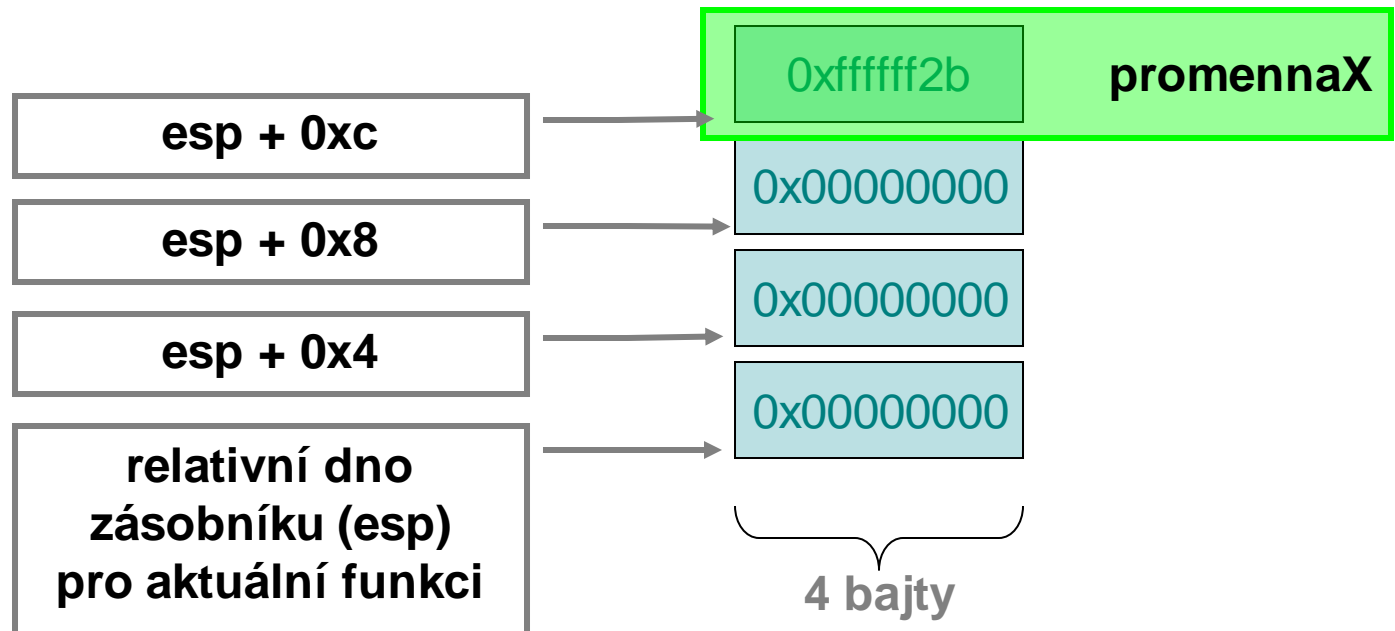 0xffffff2b promennaX
esp + 0xc
0x00000000
esp + 0x8
0x00000000
esp + 0x4
0x00000000
relativní dno
zásobníku (esp)
pro aktuální funkci
4 bajty